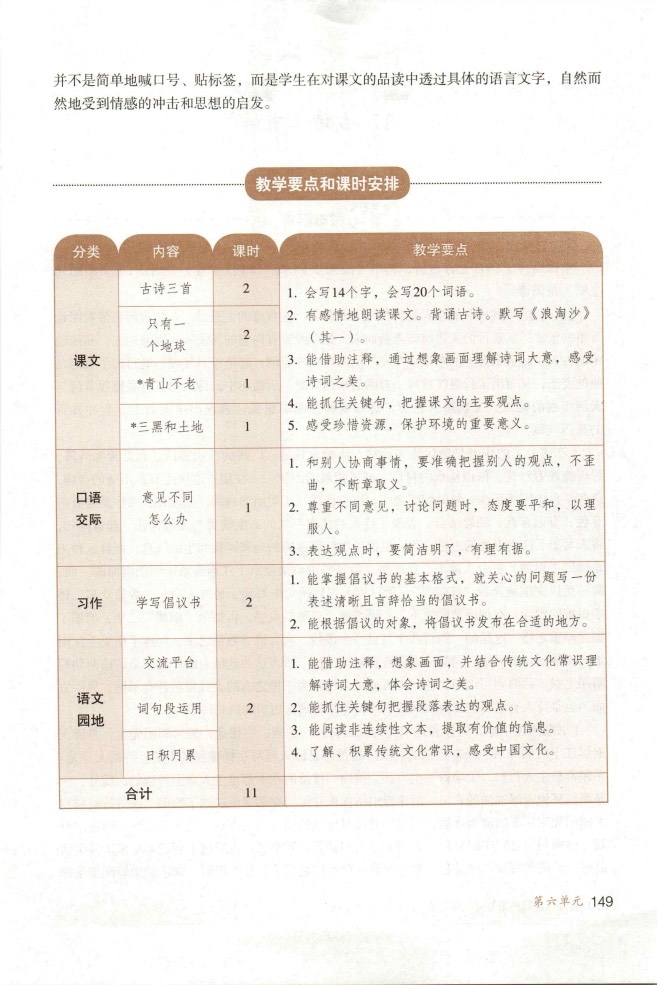 并不是简单地喊口号、贴标签，而是学生在对课文的品读中透过具体的语言文字，自然而
然地受到情感的冲击和思想的启发。
教学要点和课时安排
分类 内容 课时 教学要点
课文
古诗三首 2
只有一
个地球
2
*青山不老 1
*三黑和土地 1
1. 会写14个字，会写20个词语。
2. 有感情地朗读课文。背诵古诗。默写《浪淘沙》
（其一）。
3. 能借助注释，通过想象画面理解诗词大意，感受
诗词之美。
4. 能抓住关键句，把握课文的主要观点。
5. 感受珍惜资源，保护环境的重要意义。
口语
交际
意见不同
怎么办
1
1. 和别人协商事情，要准确把握别人的观点，不歪
曲，不断章取义。
2. 尊重不同意见，讨论问题时，态度要平和，以理
服人。
3. 表达观点时，要简洁明了，有理有据。
习作 学写倡议书 2
1. 能掌握倡议书的基本格式，就关心的问题写一份
表述清晰且言辞恰当的倡议书。
2. 能根据倡议的对象，将倡议书发布在合适的地方。
语文
园地
交流平台
词句段运用
日积月累
2
1. 能借助注释，想象画面，并结合传统文化常识理
解诗词大意，体会诗词之美。
2. 能抓住关键句把握段落表达的观点。
3. 能阅读非连续性文本，提取有价值的信息。
4. 了解、积累传统文化常识，感受中国文化。
合计 11
第六单元 149